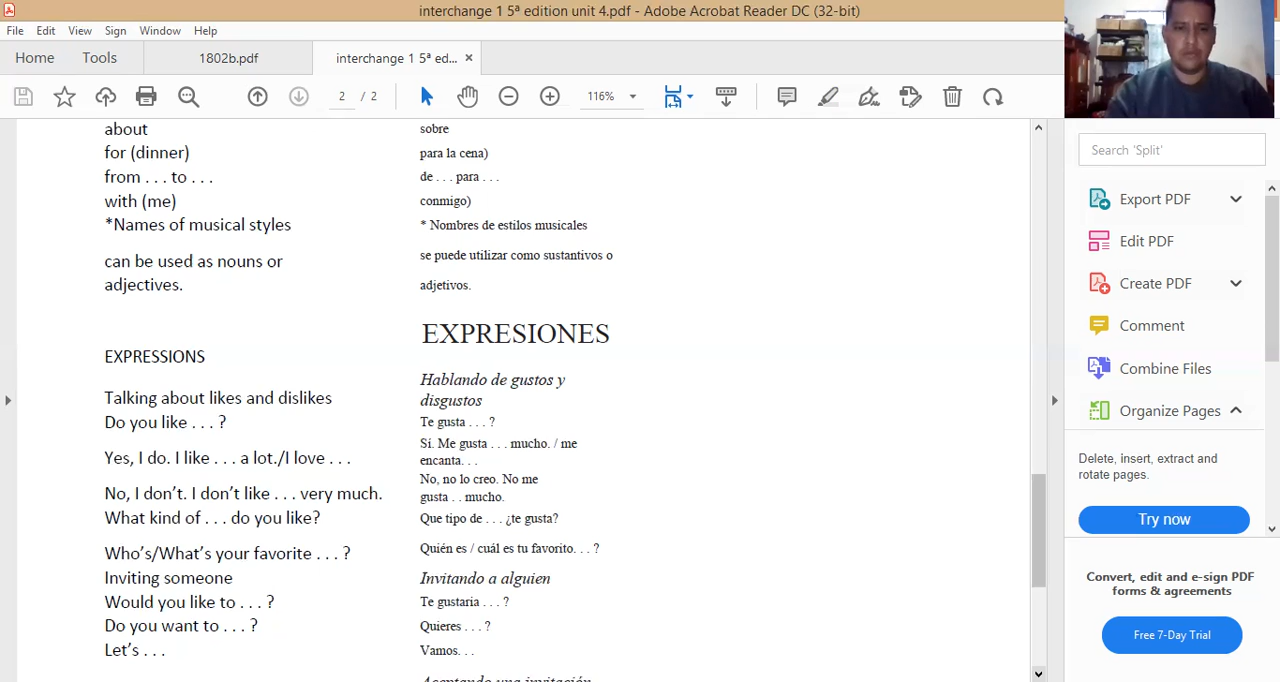 interchange 1 5ª edition unit 4.pdf - Adobe Acrobat Reader DC (32-bit)
File Edit View Sign Window Help
Home Tools 1802b.pdf interchange 1 5ª ed... ×
2 / 2 116%
about sobre
for (dinner) para la cena)
from . . . to . . . de . . . para . . .
with (me) conmigo)
*Names of musical styles * Nombres de estilos musicales
can be used as nouns or se puede utilizar como sustantivos o
adjectives. adjetivos.
EXPRESIONES
EXPRESSIONS
Hablando de gustos y
Talking about likes and dislikes disgustos
Do you like . . . ? Te gusta . . . ?
Sí. Me gusta . . . mucho. / me
Yes, I do. I like . . . a lot./I love . . . encanta. . .
No, no lo creo. No me
No, I don’t. I don’t like . . . very much. gusta . . mucho.
What kind of . . . do you like? Que tipo de . . . ¿te gusta?
Who’s/What’s your favorite . . . ? Quién es / cuál es tu favorito. . . ?
Inviting someone Invitando a alguien
Would you like to . . . ? Te gustaria . . . ?
Do you want to . . . ? Quieres . . . ?
Let’s . . . Vamos. . .
Aceptando una invitación
Search 'Split'
Export PDF
Edit PDF
Create PDF
Comment
Combine Files
Organize Pages
Delete, insert, extract and
rotate pages.
Try now
Convert, edit and e-sign PDF
forms & agreements
Free 7-Day Trial